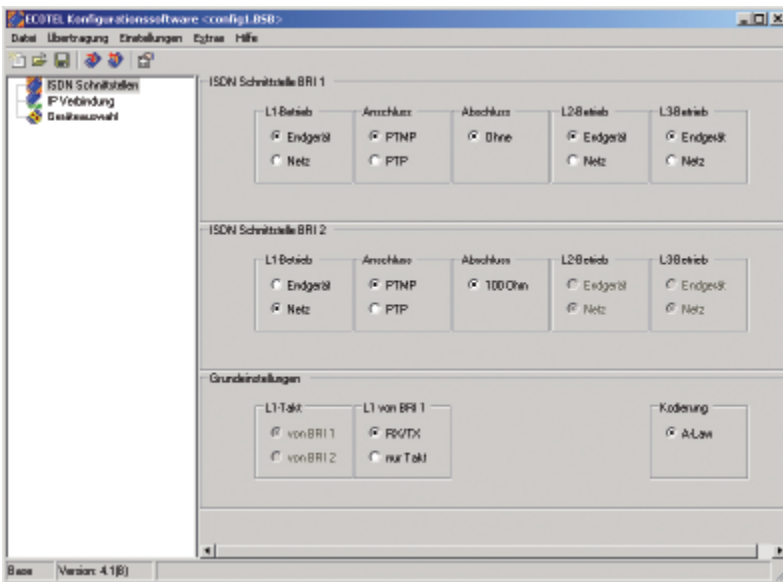 ECOTEL Konfigurationssoftware <config1.BSB>
Datei Übertragung Einstellungen Extras Hilfe
ISDN Schnittstellen
IP Verbindung
Geräteauswahl
ISDN Schnittstelle BRI 1
L1-Betrieb Anschluss Abschluss L2-Betrieb L3-Betrieb
Endgerät PTMP Ohne Endgerät Endgerät
Netz PTP Netz Netz
ISDN Schnittstelle BRI 2
L1-Betrieb Anschluss Abschluss L2-Betrieb L3-Betrieb
Endgerät PTMP 100 Ohm Endgerät Endgerät
Netz PTP Netz Netz
Grundeinstellungen
L1-Takt L1 von BRI 1 Kodierung
von BRI 1 RX/TX A-Law
von BRI 2 nur Takt
Base Version: 4.1(B)